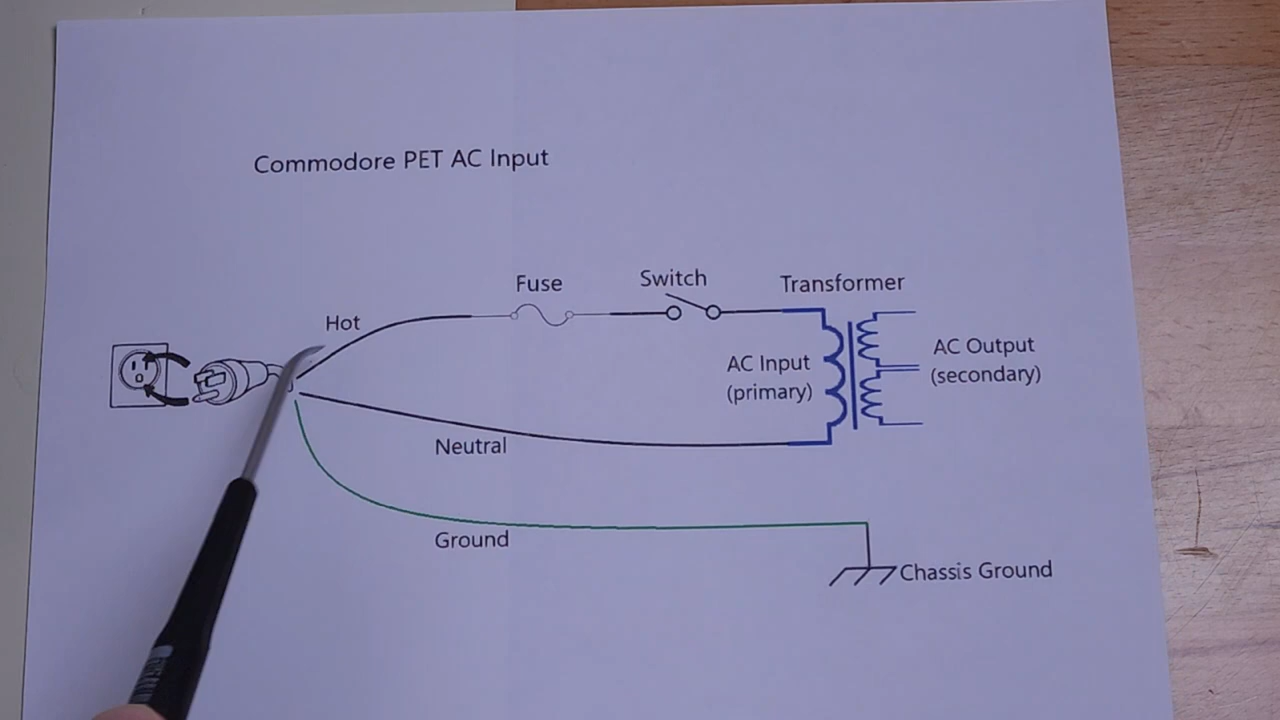 Commodore PET AC Input
Fuse
Switch
Transformer
Hot
AC Input
(primary)
AC Output
(secondary)
Neutral
Ground
Chassis Ground